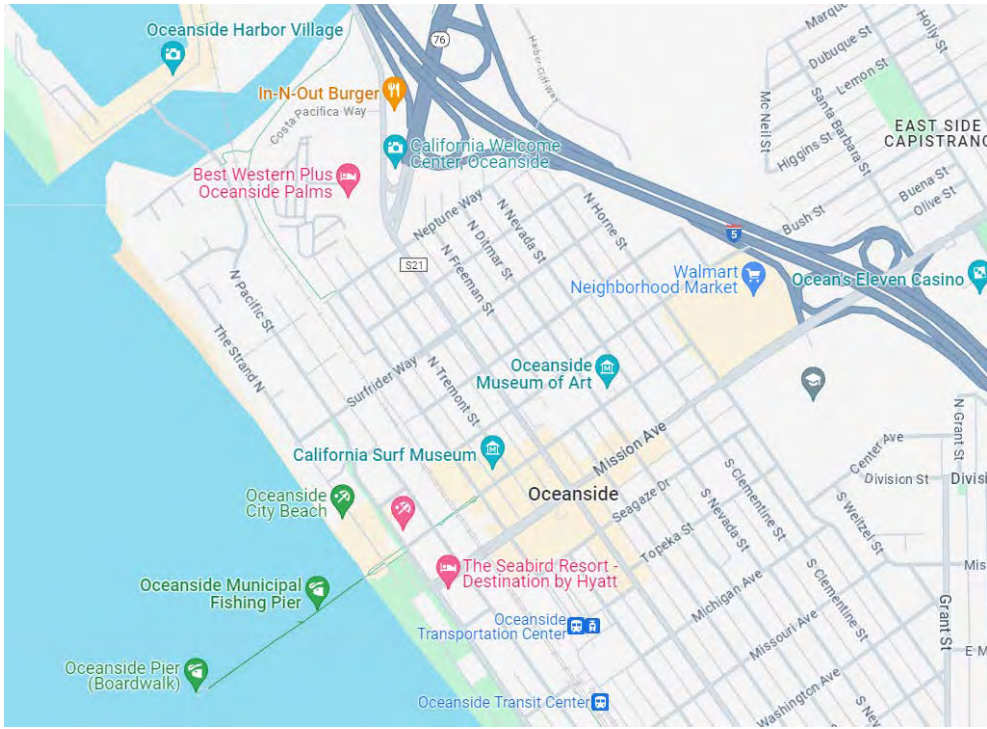 Oceanside Harbor Village
76
Harbor Cliff Way
Marque
Holly St
Dubuque St
Lemon St
In-N-Out Burger
Costa Pacifica Way
McNeil St
Santa Barbara St
EAST SIDE
CAPISTRANO
California Welcome
Center, Oceanside
Higgins St
Best Western Plus
Oceanside Palms
Buena St
Olive St
Bush St
Neptune Way
N Nevada St
N Horne St
N Ditmar St
N Freeman St
5
S21
Walmart
Neighborhood Market
Ocean's Eleven Casino
N Pacific St
The Strand N
Surfrider Way
N Tremont St
Oceanside
Museum of Art
Mission Ave
California Surf Museum
N Grant St
Center Ave
Division St
Divisi
Oceanside
City Beach
Oceanside
Seagaze Dr
S Clementine St
S Nevada St
S Weitzel St
Topeka St
The Seabird Resort -
Destination by Hyatt
Oceanside Municipal
Fishing Pier
Mis
Michigan Ave
S Clementine St
Grant St
Oceanside
Transportation Center
Missouri Ave
E M
Oceanside Pier
(Boardwalk)
Oceanside Transit Center
Washington Ave
S Nev